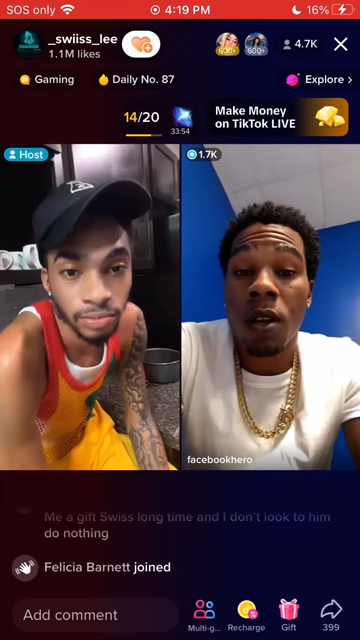 SOS only 4:19 PM 16%
_swiiss_lee
1.1M likes
600+ 600+ 4.7K
Gaming Daily No. 87 Explore >
14/20 Make Money
on TikTok LIVE
33:54
Host 1.7K
facebookhero
Me a gift Swiss long time and I don't look to him
do nothing
Felicia Barnett joined
Add comment
Multi-g... Recharge Gift 399